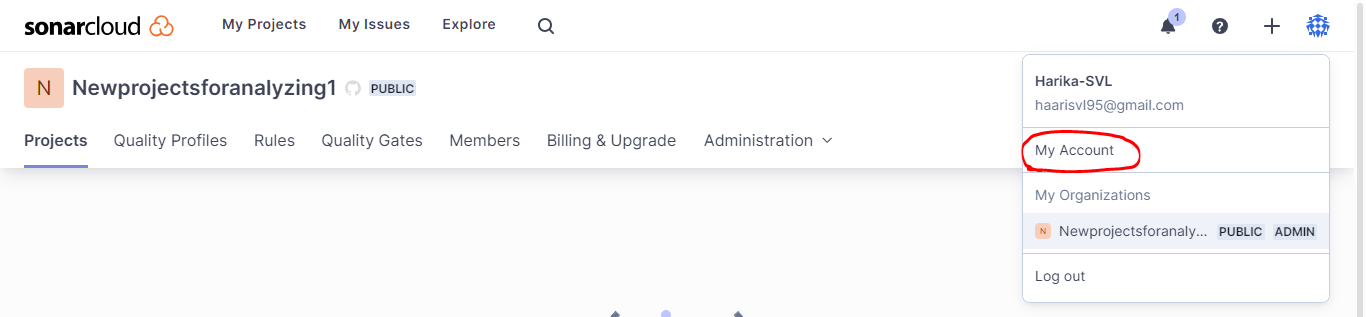 sonarcloud My Projects My Issues Explore 1
N Newprojectsforanalyzing1 PUBLIC
Projects Quality Profiles Rules Quality Gates Members Billing & Upgrade Administration
Harika-SVL
haarisvl95@gmail.com
My Account
My Organizations
N Newprojectsforanaly... PUBLIC ADMIN
Log out